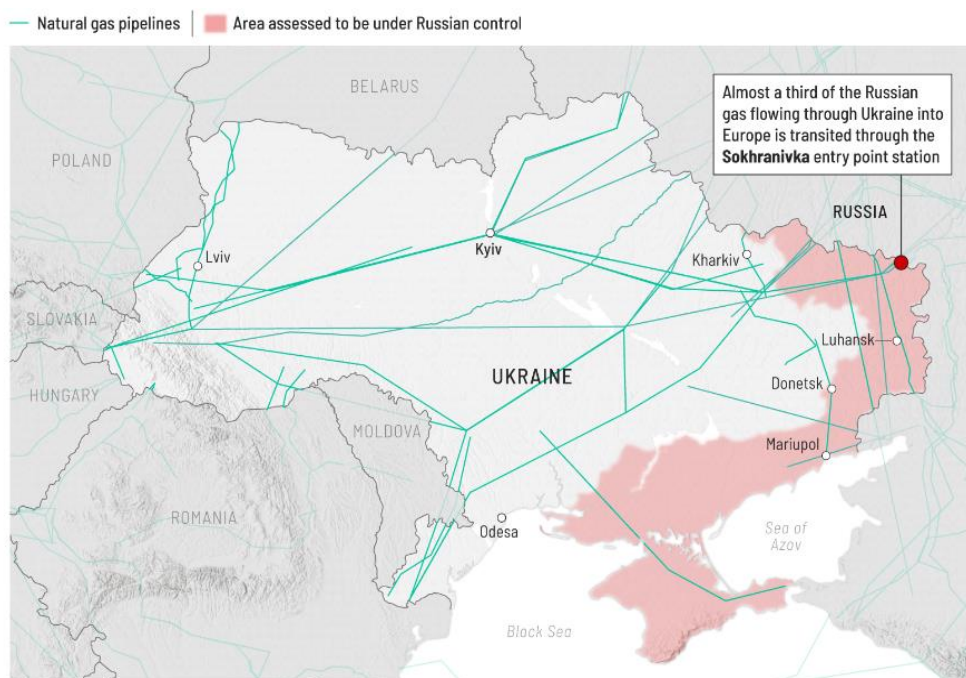 Natural gas pipelines
Area assessed to be under Russian control
BELARUS
Almost a third of the Russian
gas flowing through Ukraine into
Europe is transited through the
Sokhranivka entry point station
POLAND
RUSSIA
Kyiv
Lviv
Kharkiv
SLOVAKIA
Luhansk
UKRAINE
Donetsk
HUNGARY
MOLDOVA
Mariupol
ROMANIA
Odesa
Sea of
Azov
Black Sea